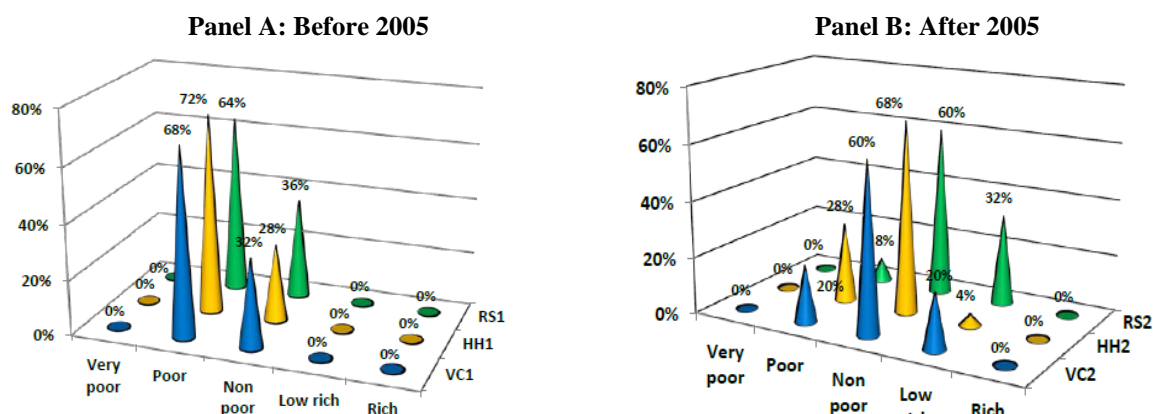 Panel A: Before 2005
80%
60%
40%
20%
0%
72%
64%
68%
36%
28%
32%
0%
0%
0%
0%
0%
0%
0%
0%
0%
Very poor
Poor
Non poor
Low rich
Rich
RS1
HH1
VC1
Panel B: After 2005
80%
60%
40%
20%
0%
68%
60%
60%
32%
28%
8%
20%
20%
4%
0%
0%
0%
0%
0%
0%
Very poor
Poor
Non poor
Low
Rich
RS2
HH2
VC2